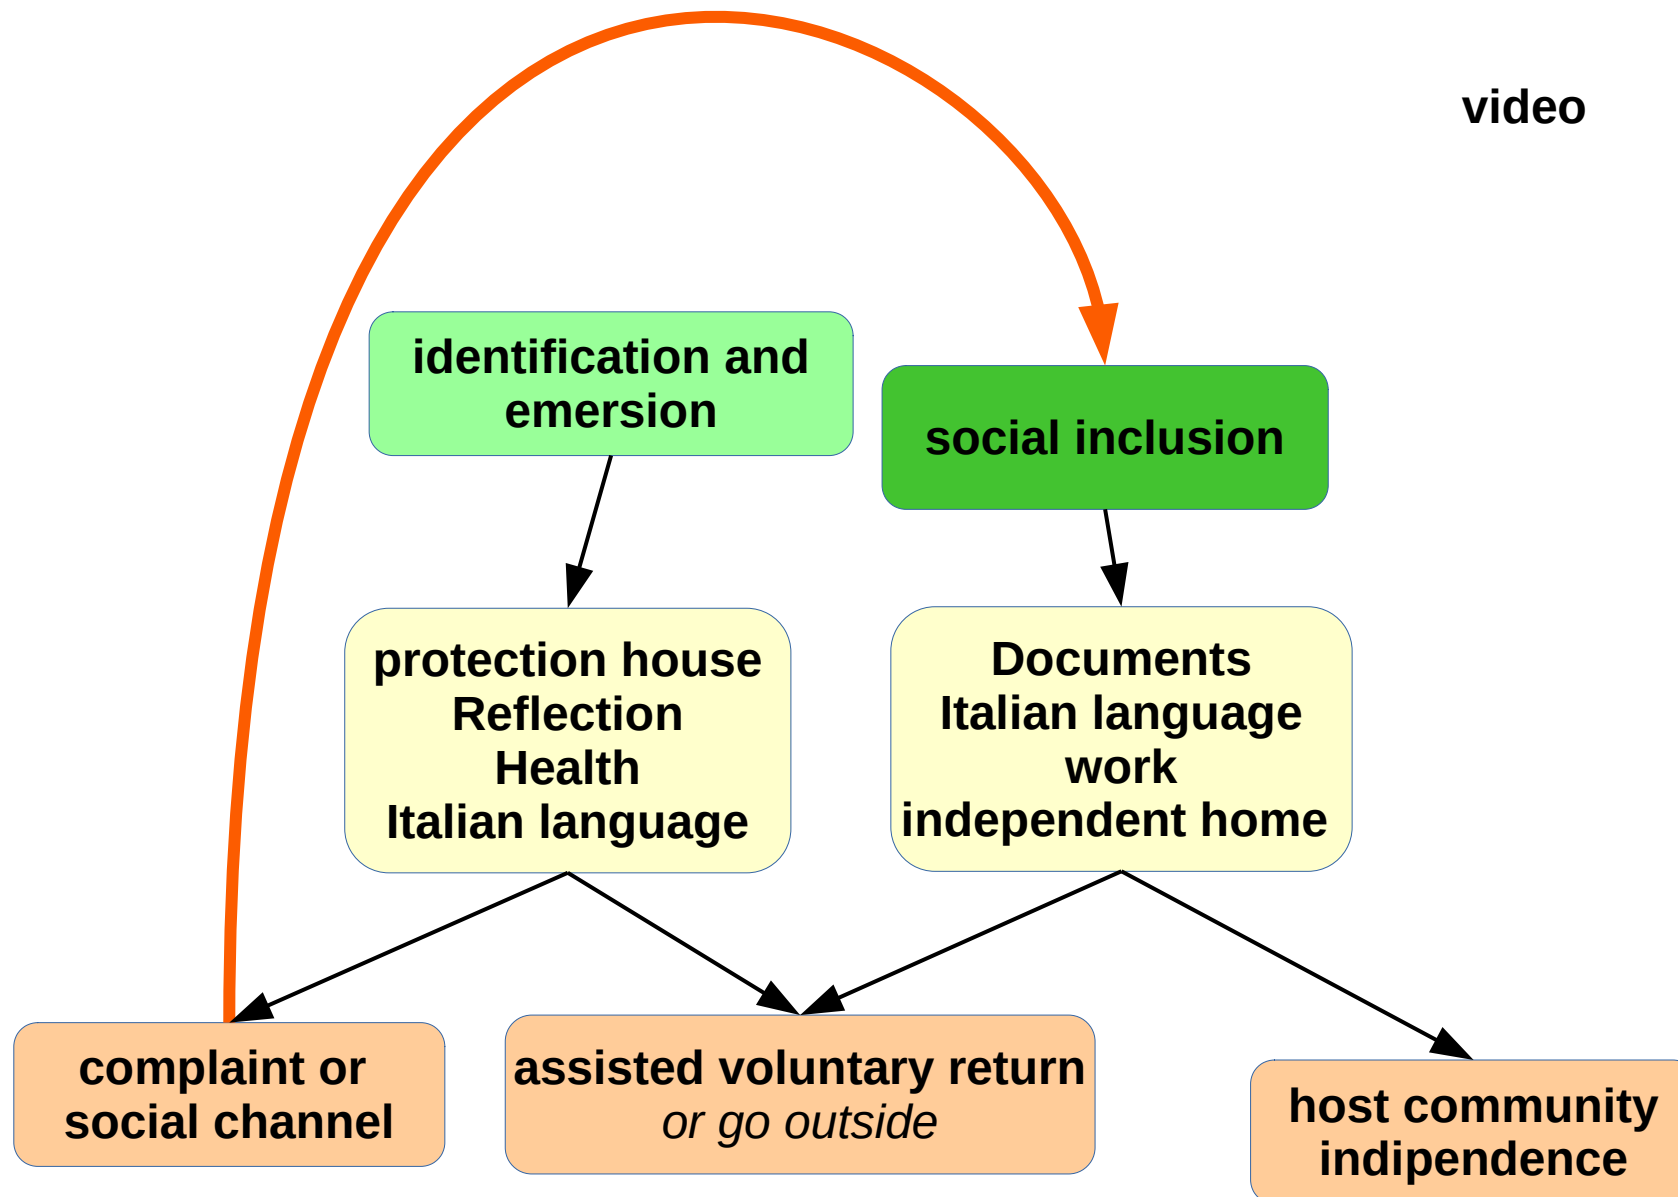 video
identification and
emersion
social inclusion
protection house
Reflection
Health
Italian language
Documents
Italian language
work
independent home
complaint or
social channel
assisted voluntary return
or go outside
host community
indipendence